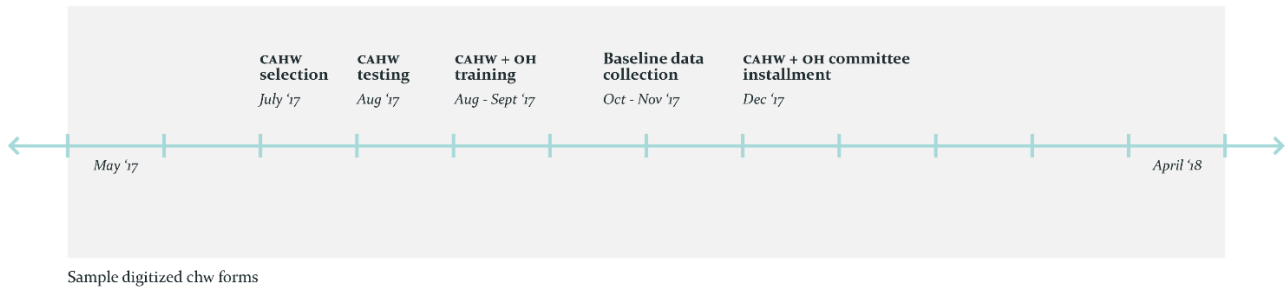 CAHW
selection
July ‘17
CAHW
testing
Aug ‘17
CAHW + OH
training
Aug - Sept ‘17
Baseline data
collection
Oct - Nov ‘17
CAHW + OH committee
installment
Dec ‘17
May ‘17
April ‘18
Sample digitized chw forms